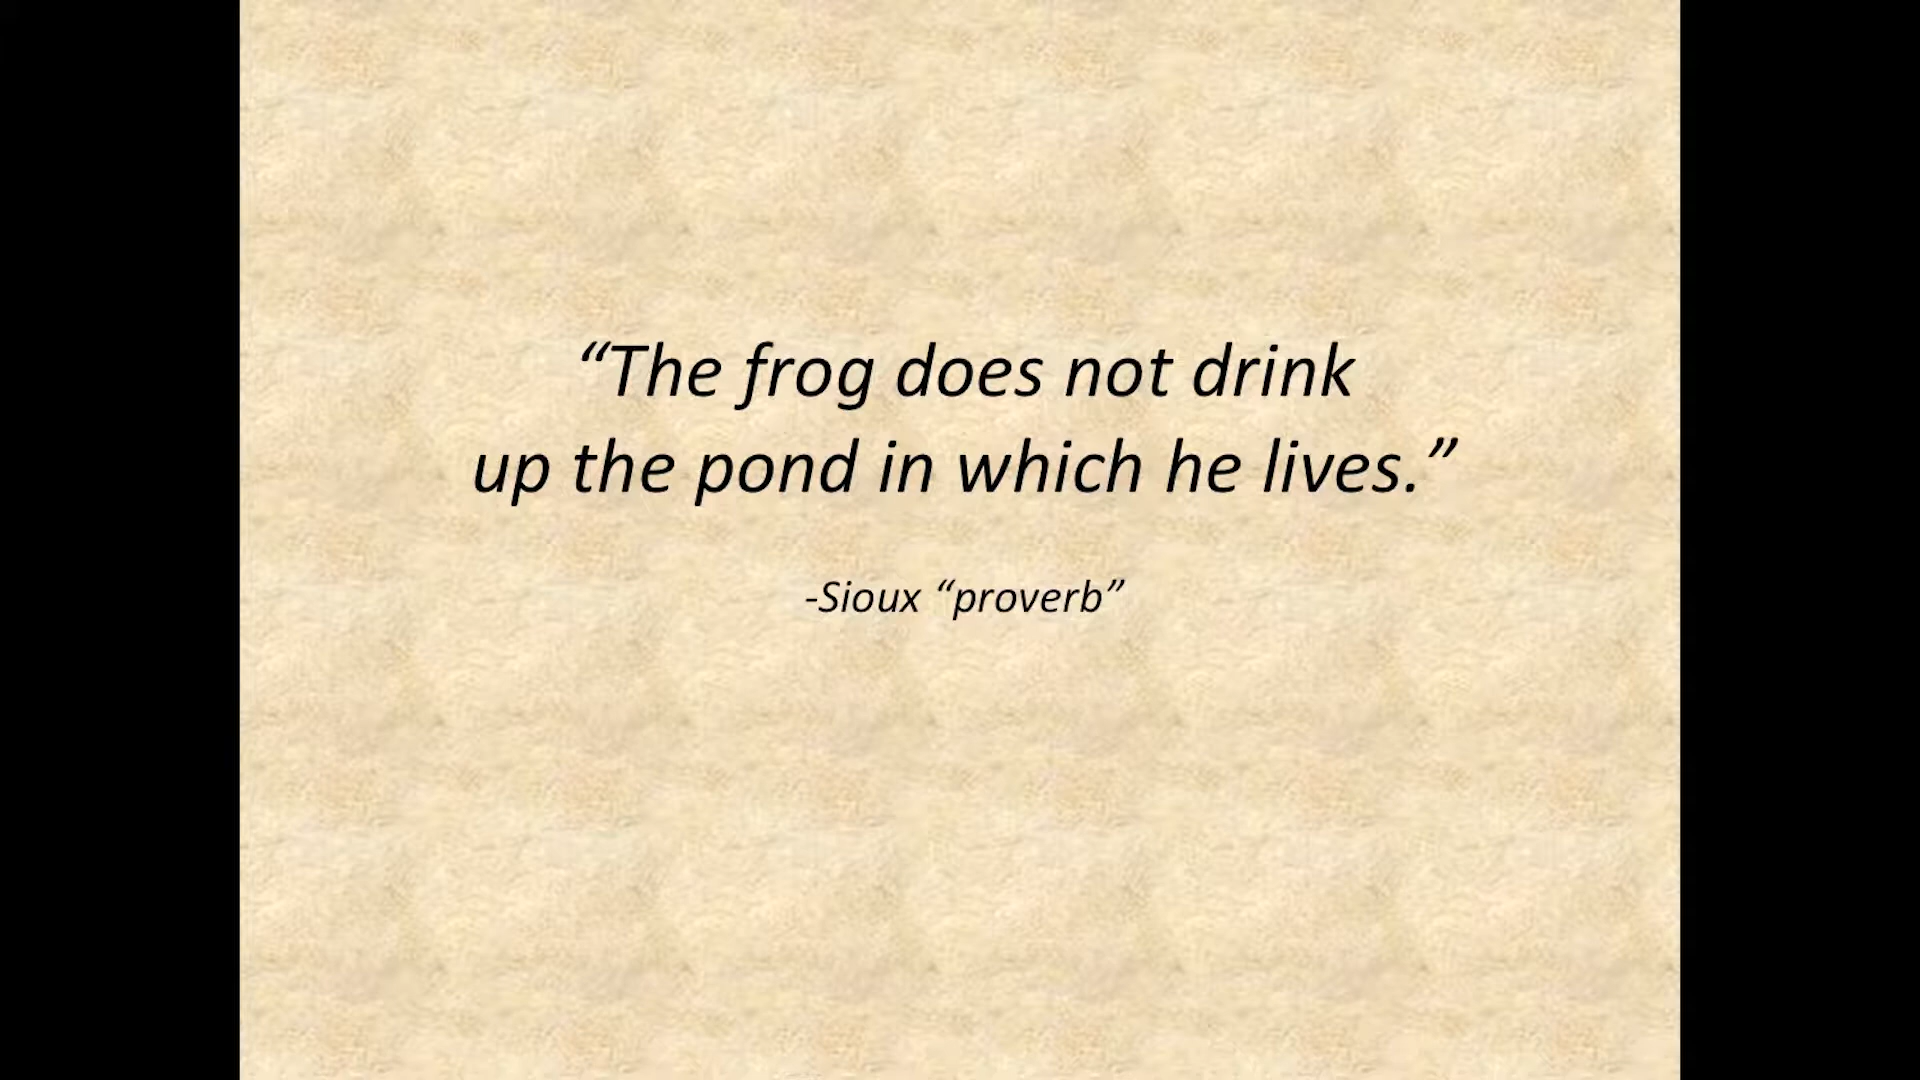 “The frog does not drink
up the pond in which he lives.”
-Sioux “proverb”